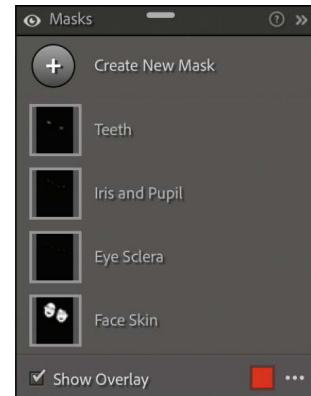 Masks
Create New Mask
Teeth
Iris and Pupil
Eye Sclera
Face Skin
Show Overlay